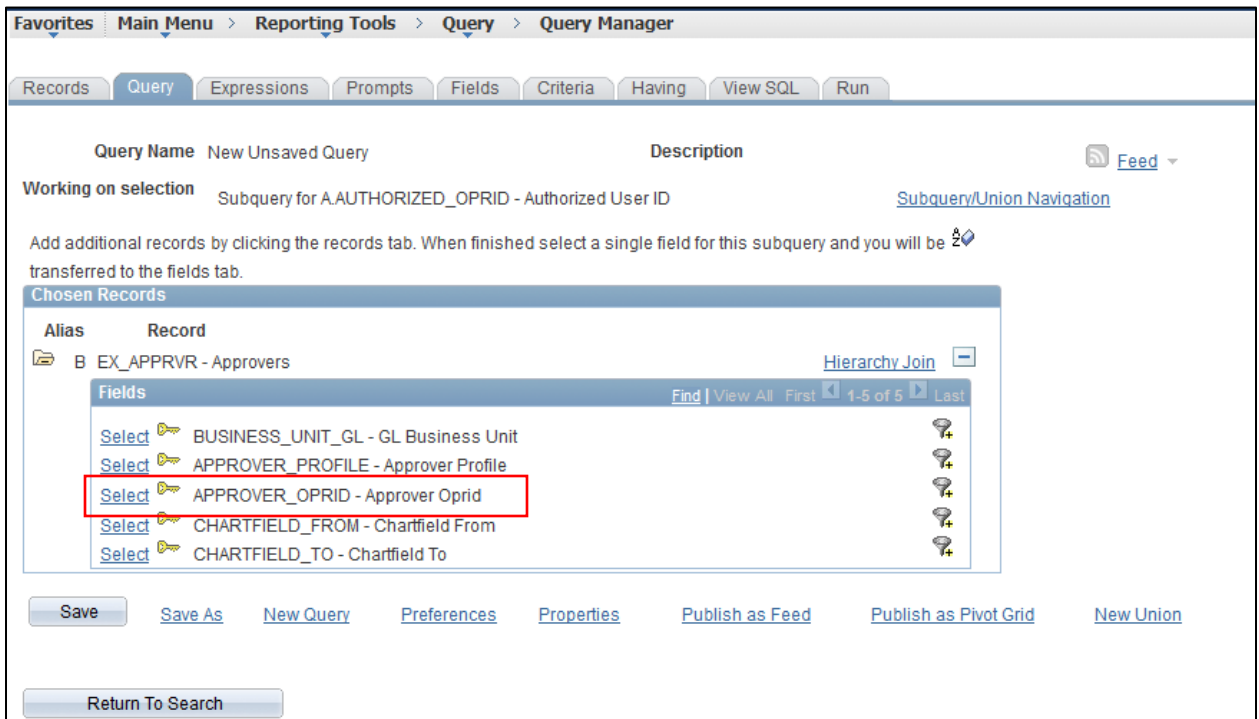 Favorites Main Menu > Reporting Tools > Query > Query Manager
Records Query Expressions Prompts Fields Criteria Having View SQL Run
Query Name New Unsaved Query Description Feed
Working on selection Subquery for A.AUTHORIZED_OPRID - Authorized User ID Subquery/Union Navigation
Add additional records by clicking the records tab. When finished select a single field for this subquery and you will be
transferred to the fields tab.
Chosen Records
Alias Record
B EX_APPRVR - Approvers Hierarchy Join
Fields Find | View All First 1-5 of 5 Last
Select BUSINESS_UNIT_GL - GL Business Unit
Select APPROVER_PROFILE - Approver Profile
Select APPROVER_OPRID - Approver Oprid
Select CHARTFIELD_FROM - Chartfield From
Select CHARTFIELD_TO - Chartfield To
Save Save As New Query Preferences Properties Publish as Feed Publish as Pivot Grid New Union
Return To Search